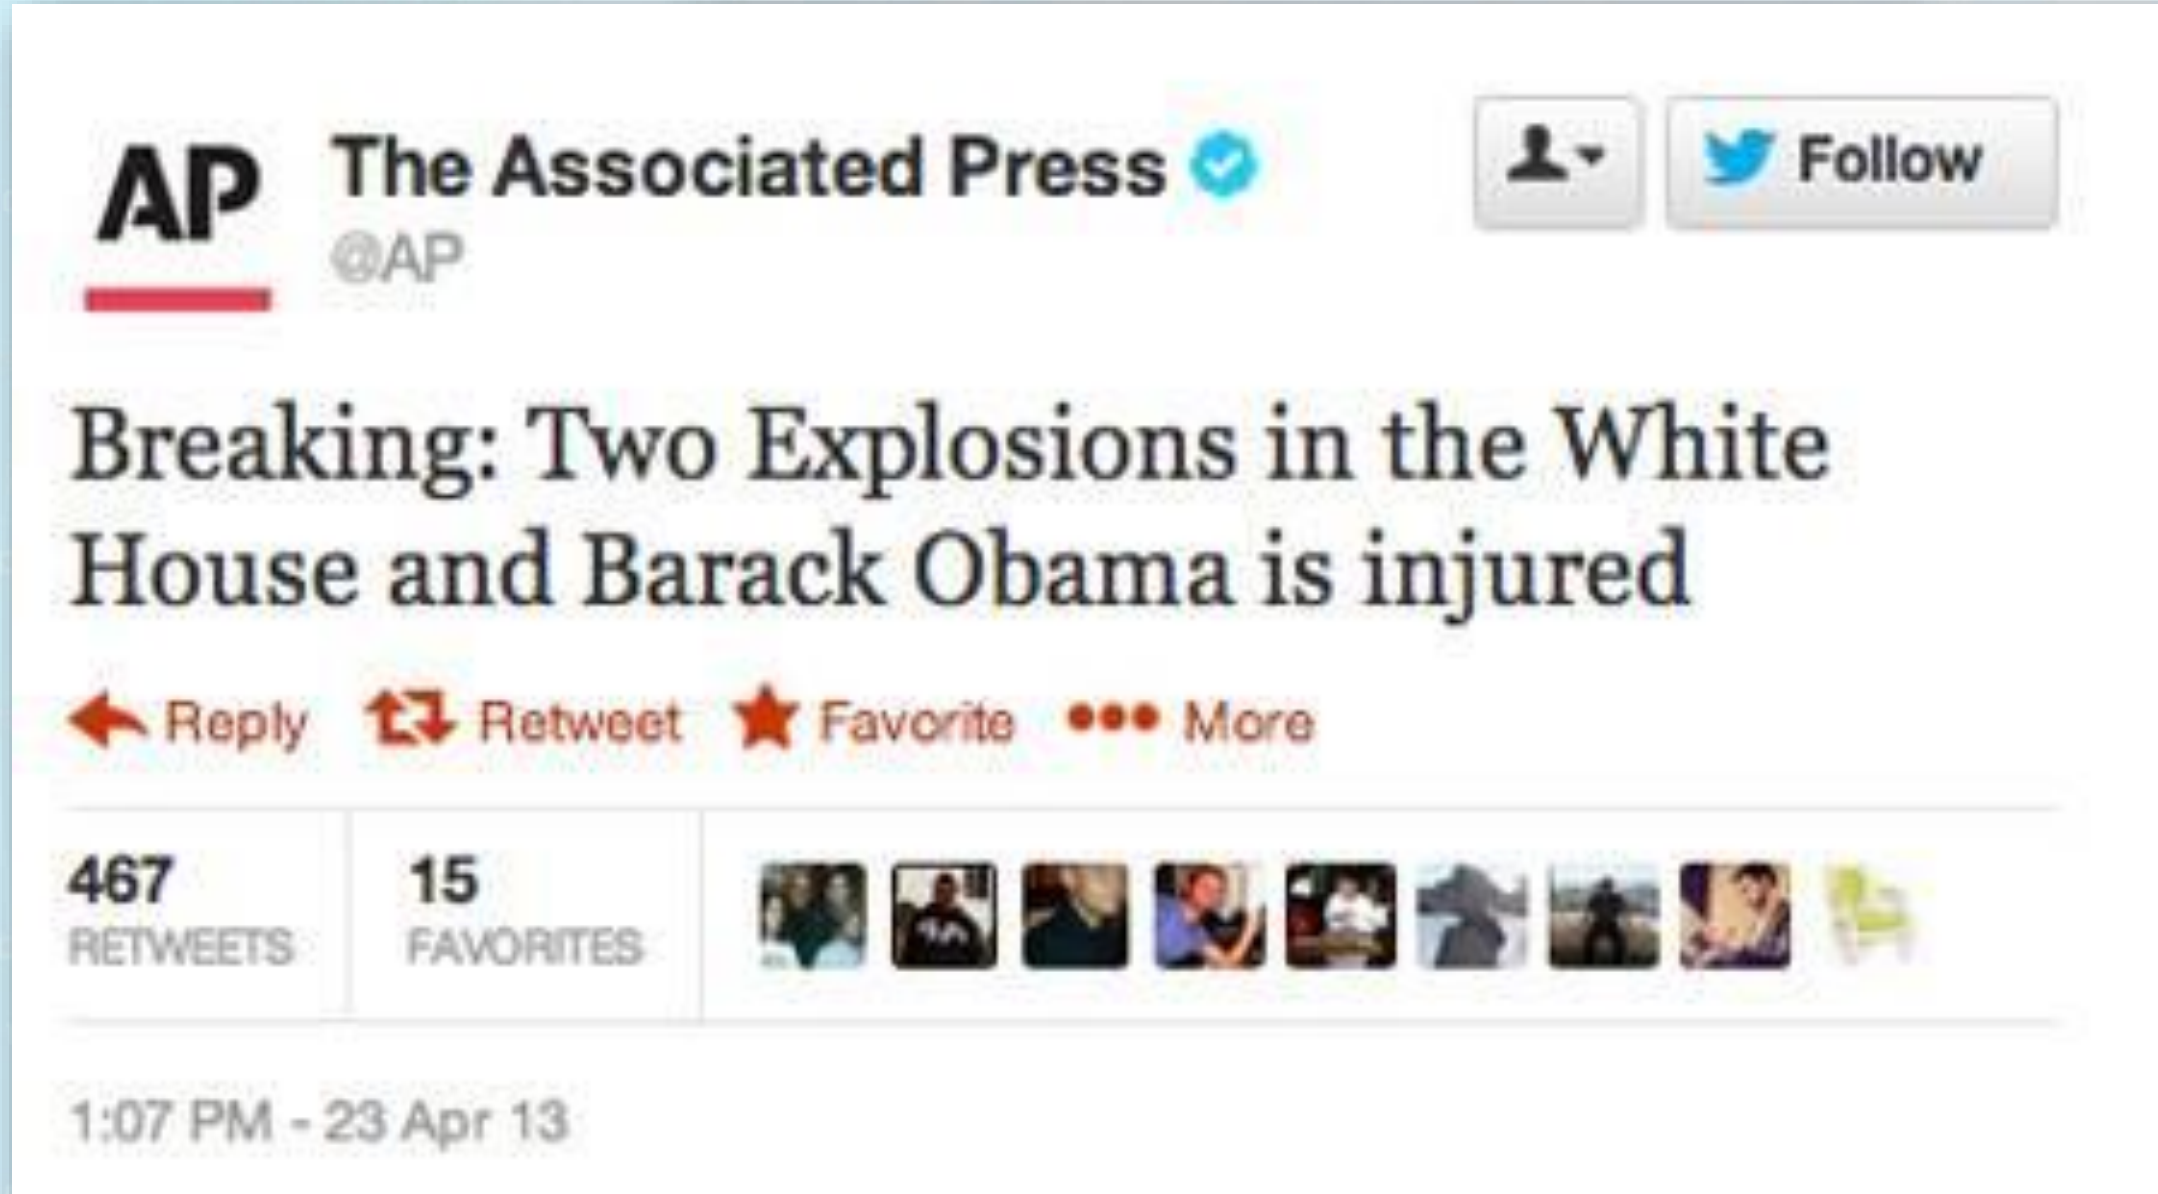 AP
The Associated Press
@AP
Follow
Breaking: Two Explosions in the White
House and Barack Obama is injured
Reply Retweet Favorite More
467 15
RETWEETS FAVORITES
1:07 PM - 23 Apr 13